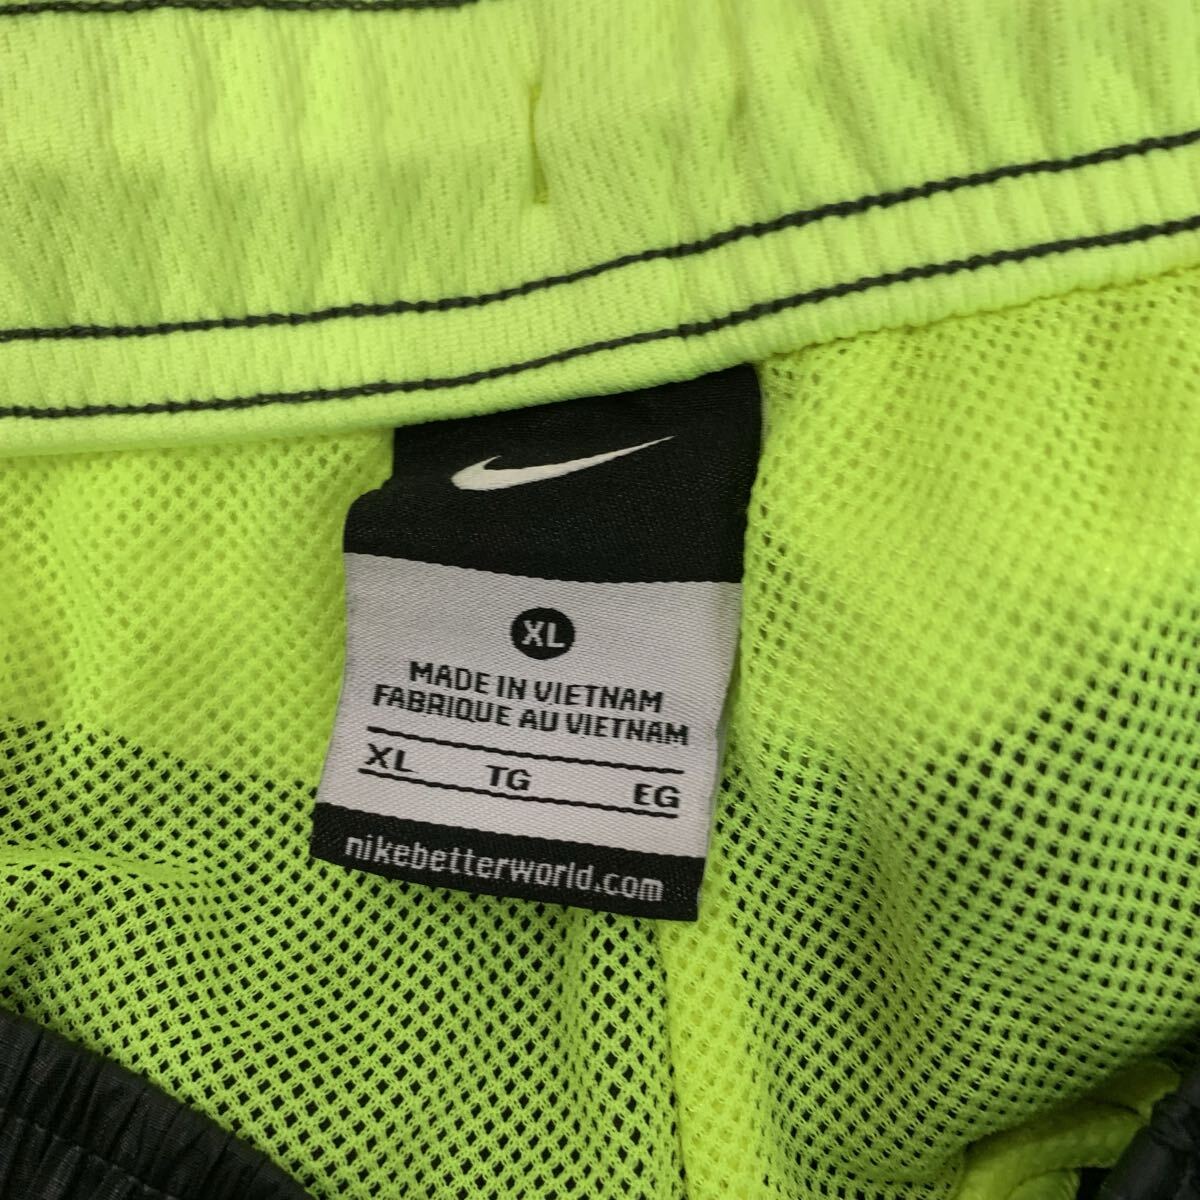 XL
MADE IN VIETNAM
FABRIQUE AU VIETNAM
XL TG EG
nikebetterworld.com